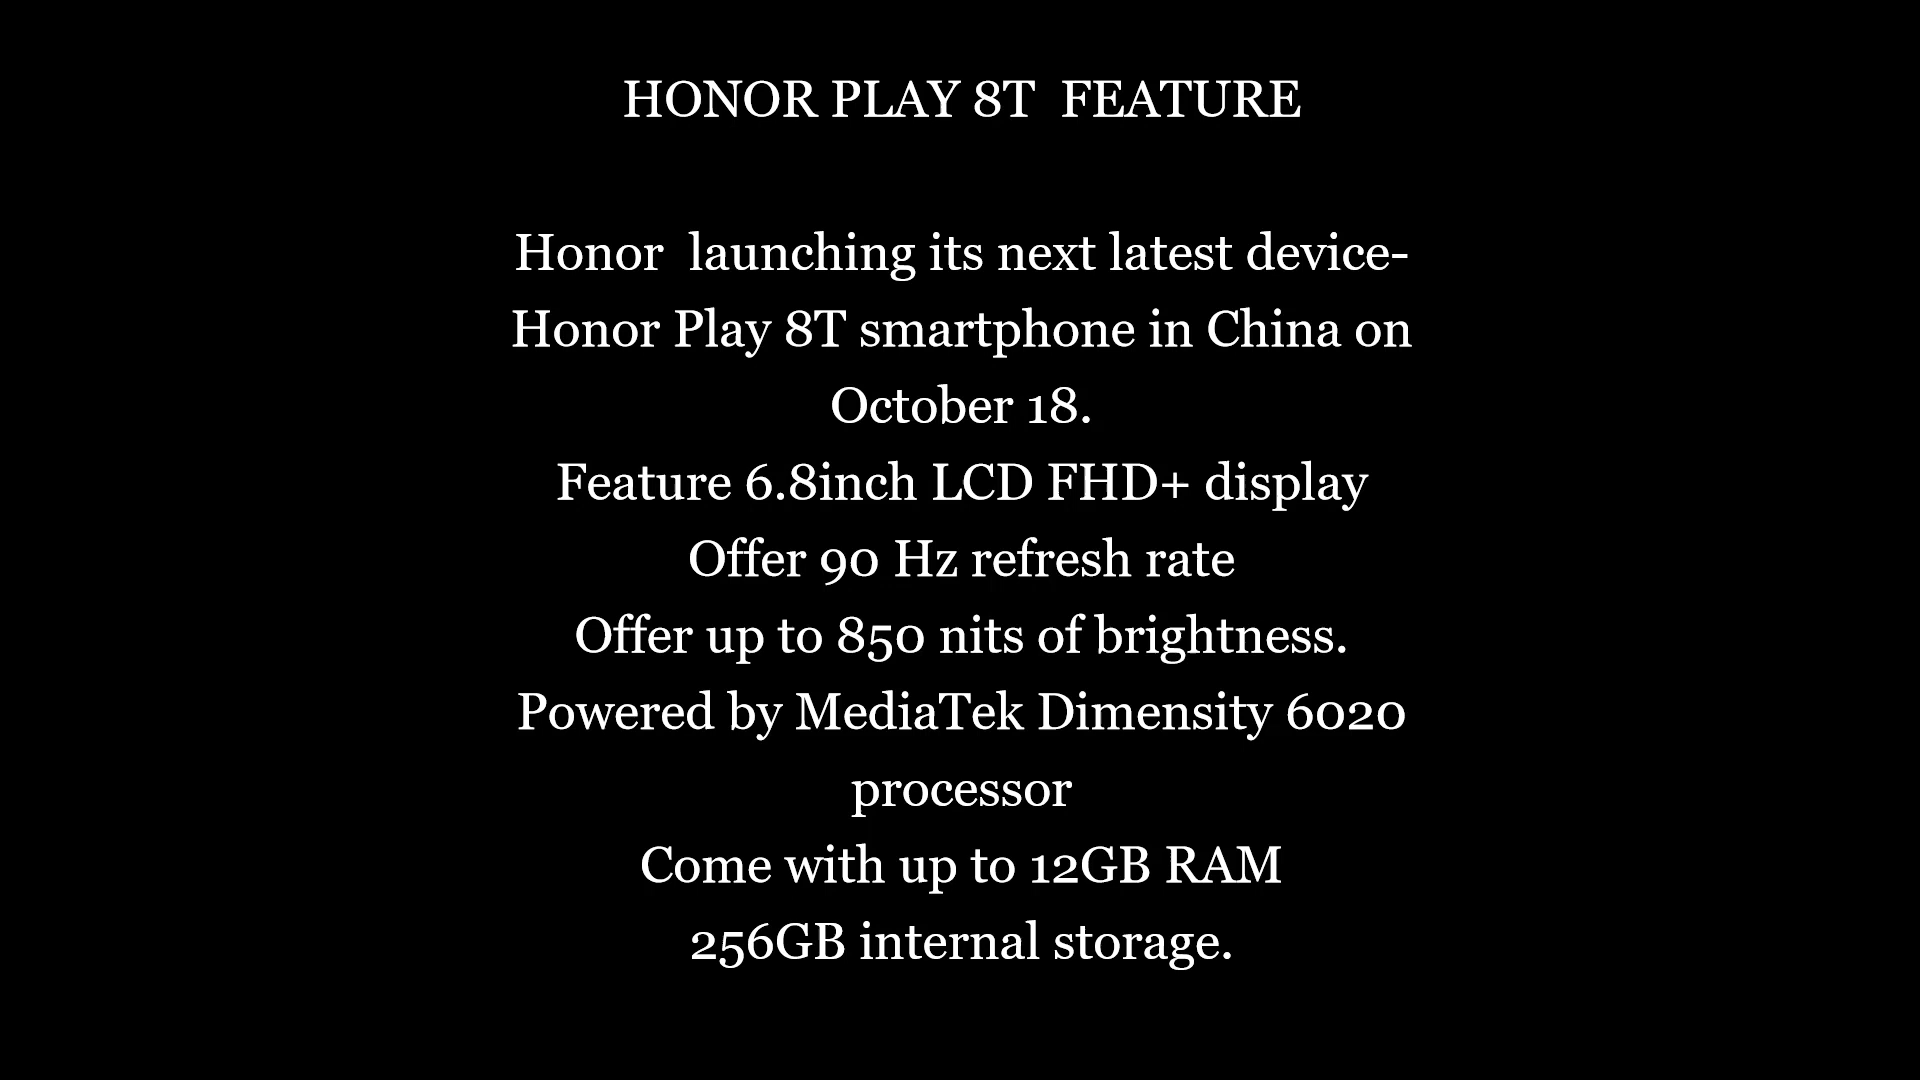 HONOR PLAY 8T  FEATURE
Honor  launching its next latest device-
Honor Play 8T smartphone in China on
October 18.
Feature 6.8inch LCD FHD+ display
Offer 90 Hz refresh rate
Offer up to 850 nits of brightness.
Powered by MediaTek Dimensity 6020
processor
Come with up to 12GB RAM
256GB internal storage.